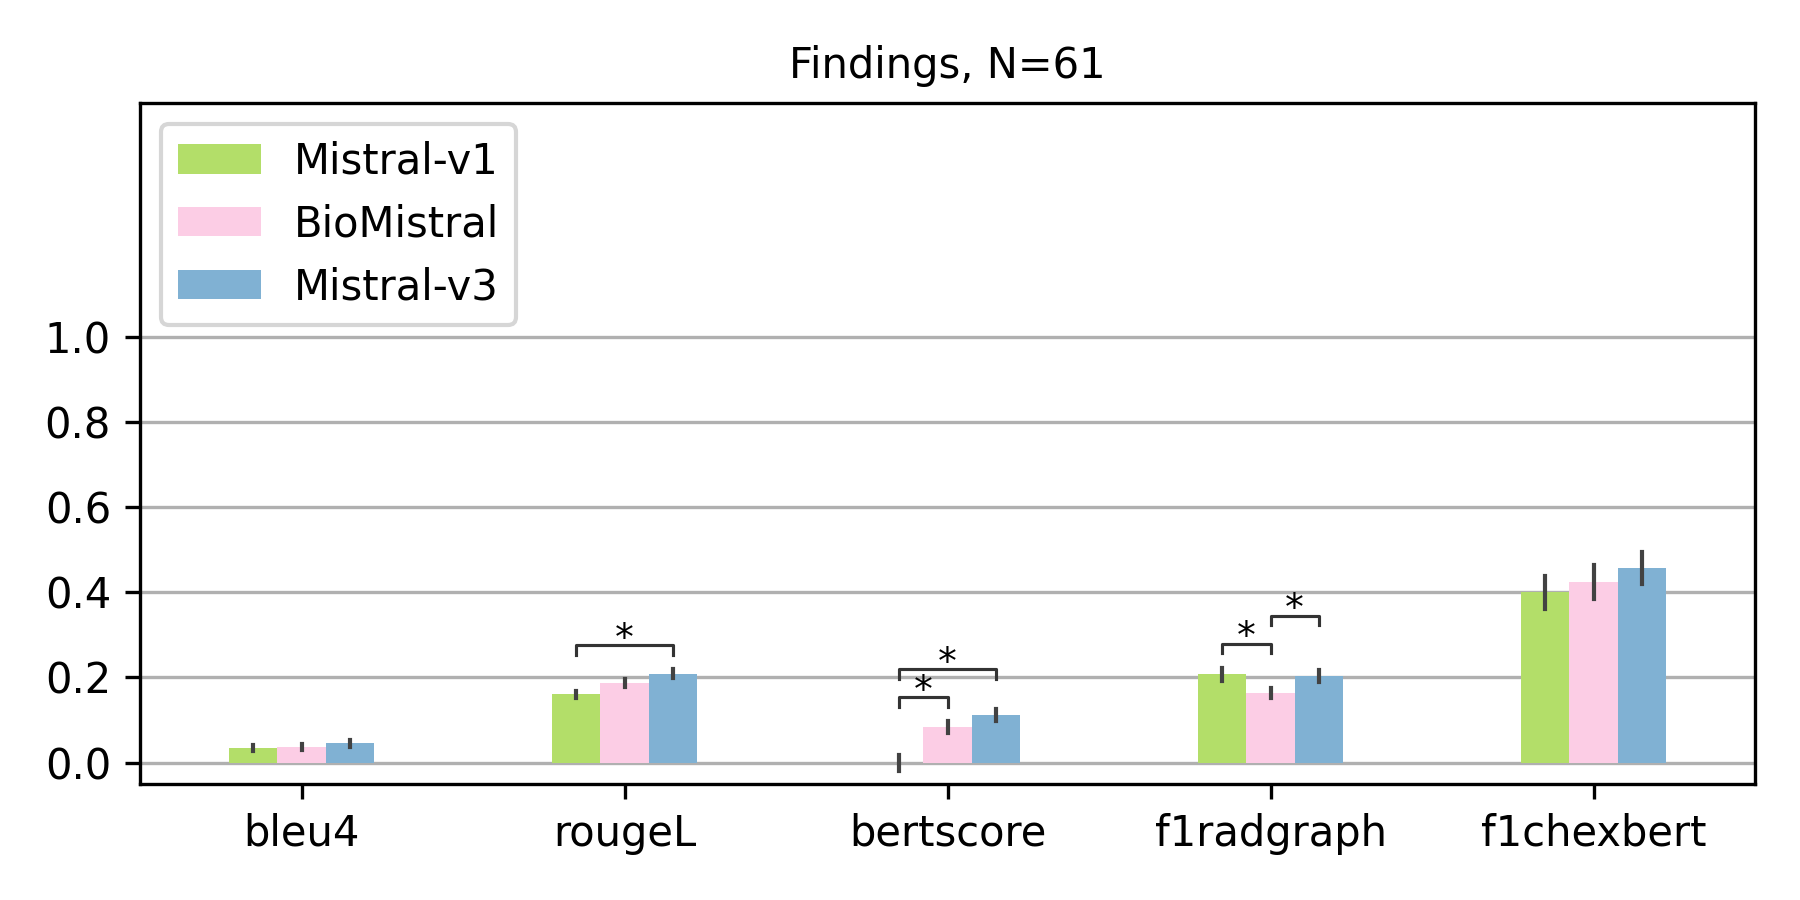 Findings, N=61
Mistral-v1
BioMistral
Mistral-v3
1.0
0.8
0.6
0.4
0.2
0.0
*
*
*
*
*
bleu4 rougeL bertscore f1radgraph f1chexbert